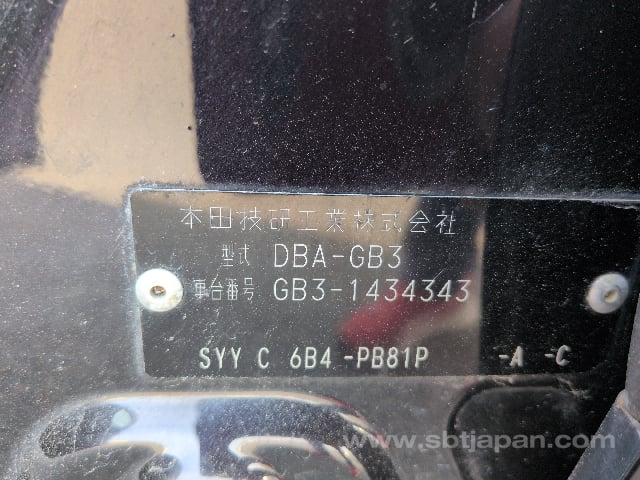 本田技研工業株式会社
型式 DBA-GB3
車台番号 GB3-1434343
SYY C 6B4 -PB81P -A -C
www.sbtjapan.com